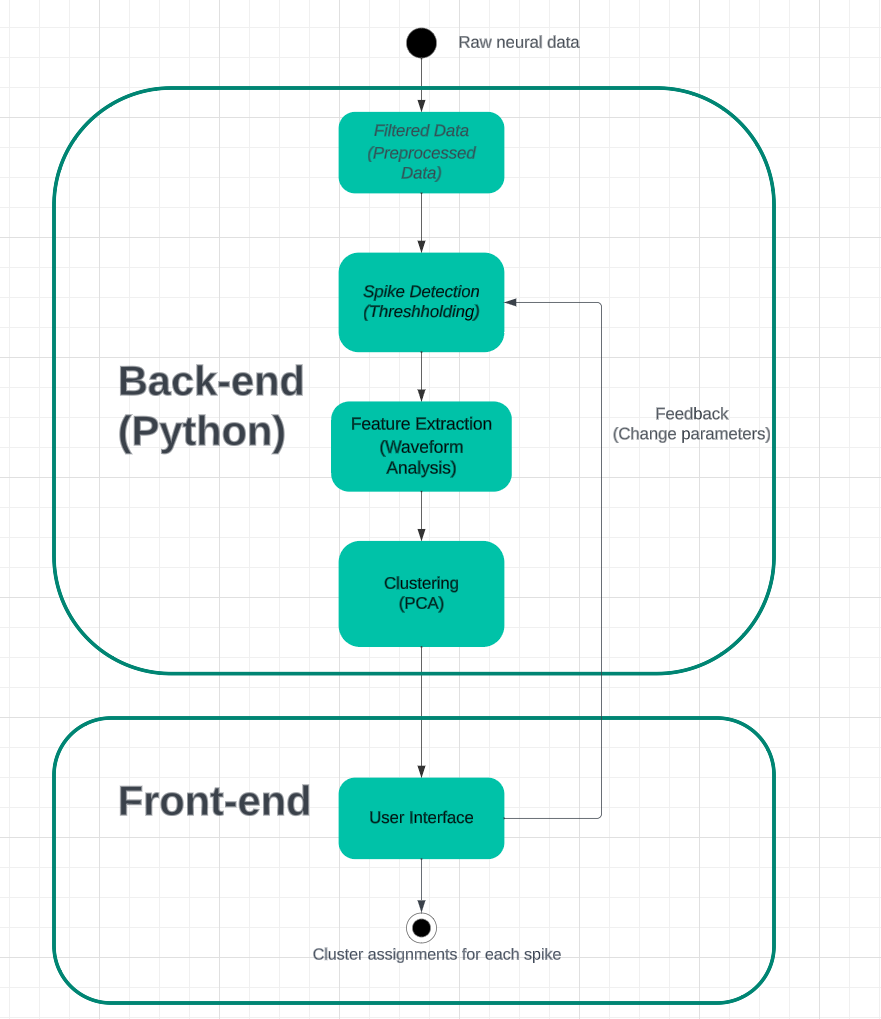 Raw neural data
Filtered Data
(Preprocessed
Data)
Spike Detection
(Threshholding)
Back-end
(Python)
Feature Extraction
(Waveform
Analysis)
Feedback
(Change parameters)
Clustering
(PCA)
Front-end
User Interface
Cluster assignments for each spike